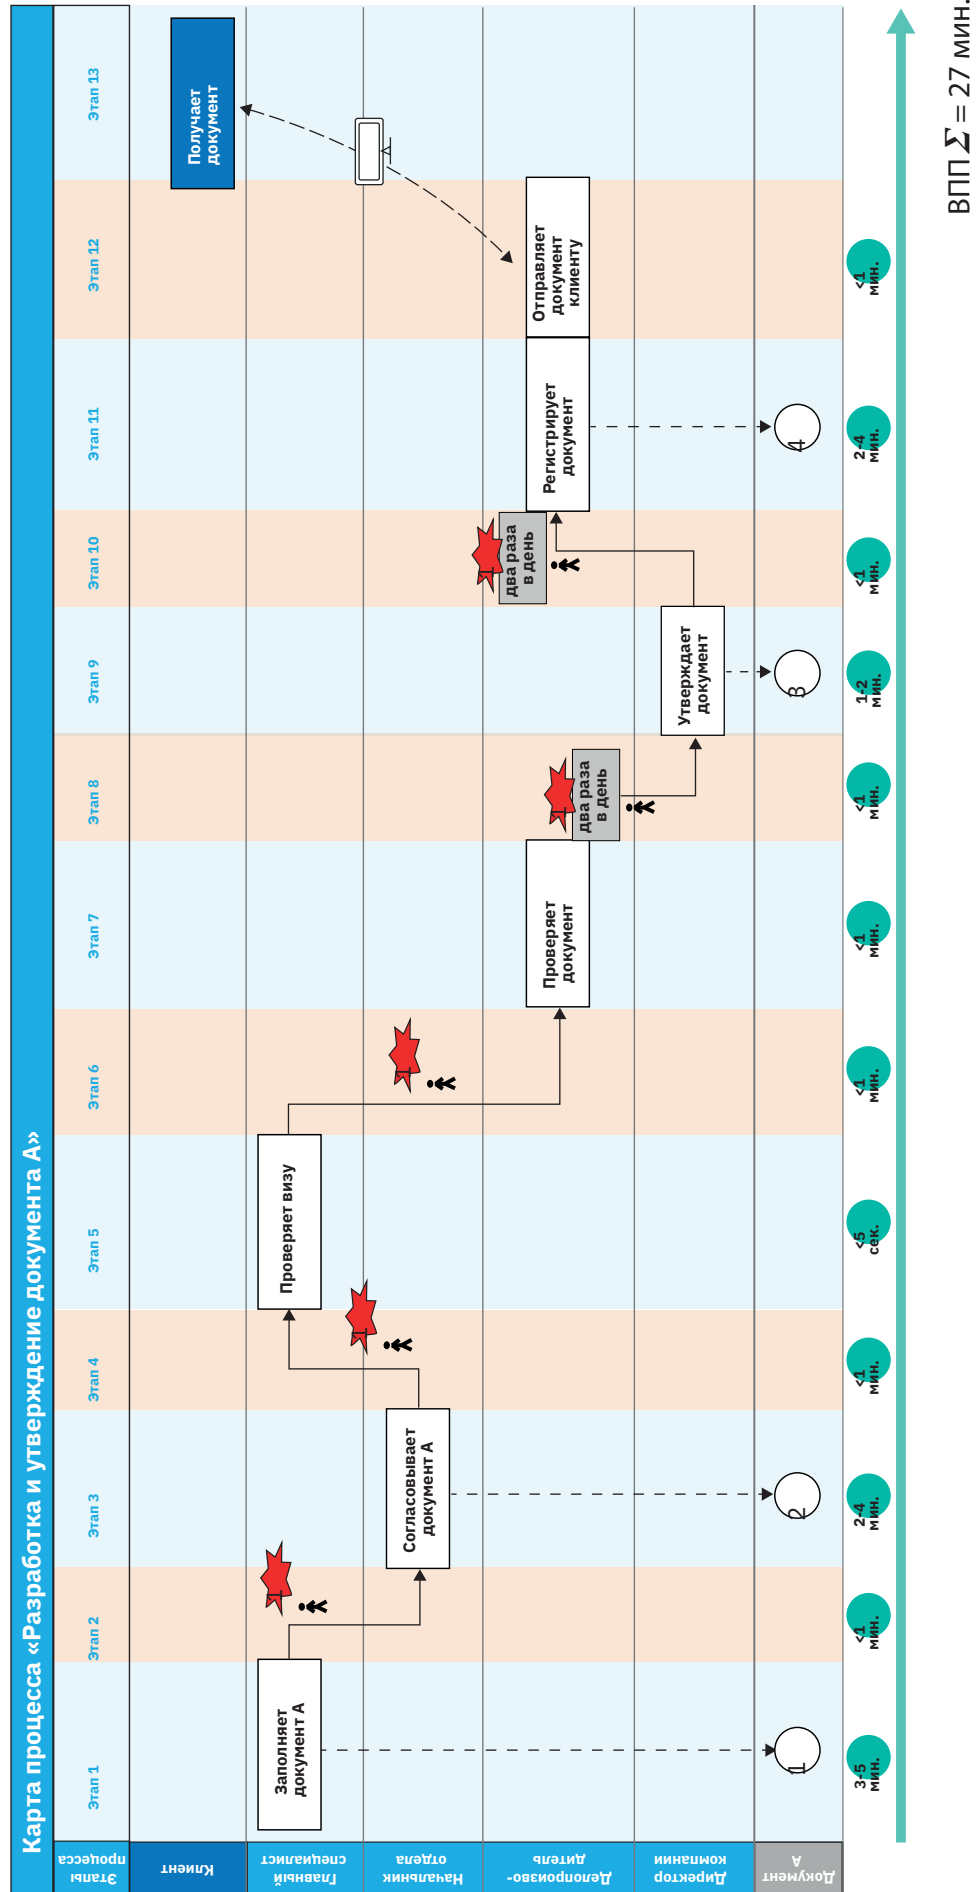 Карта процесса «Разработка и утверждение документа А»
Этапы
процесса
Этап 1
Этап 2
Этап 3
Этап 4
Этап 5
Этап 6
Этап 7
Этап 8
Этап 9
Этап 10
Этап 11
Этап 12
Этап 13
Клиент
Получает
документ
Главный
специалист
Заполняет
документ А
Проверяет визу
Начальник
отдела
Согласовывает
документ А
Делопроизво-
дитель
Проверяет
документ
два раза
в день
два раза
в день
Регистрирует
документ
Отправляет
документ
клиенту
Директор
компании
Утверждает
документ
Документ
А
1
2
3
4
3-5
мин.
<1
мин.
2-4
мин.
<1
мин.
<5
сек.
<1
мин.
<1
мин.
<1
мин.
1-2
мин.
<1
мин.
2-4
мин.
<1
мин.
ВПП Σ = 27 мин.